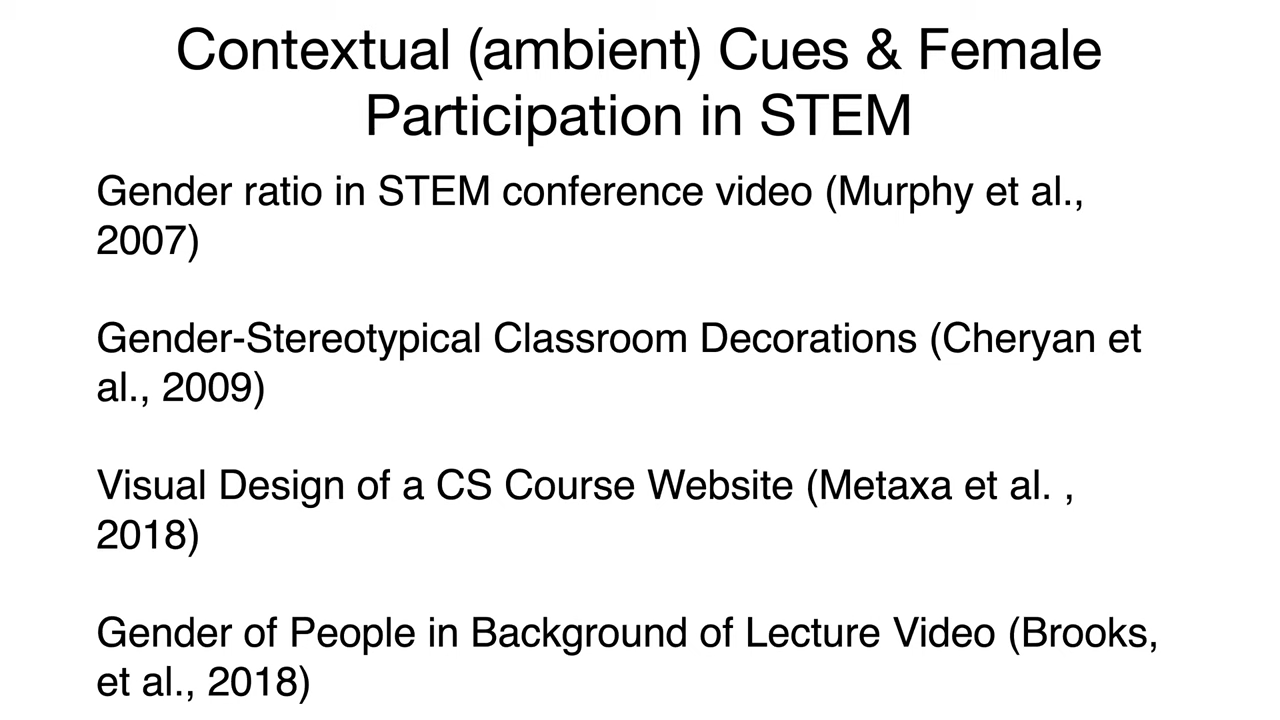 Contextual (ambient) Cues & Female
Participation in STEM
Gender ratio in STEM conference video (Murphy et al.,
2007)
Gender-Stereotypical Classroom Decorations (Cheryan et
al., 2009)
Visual Design of a CS Course Website (Metaxa et al. ,
2018)
Gender of People in Background of Lecture Video (Brooks,
et al., 2018)